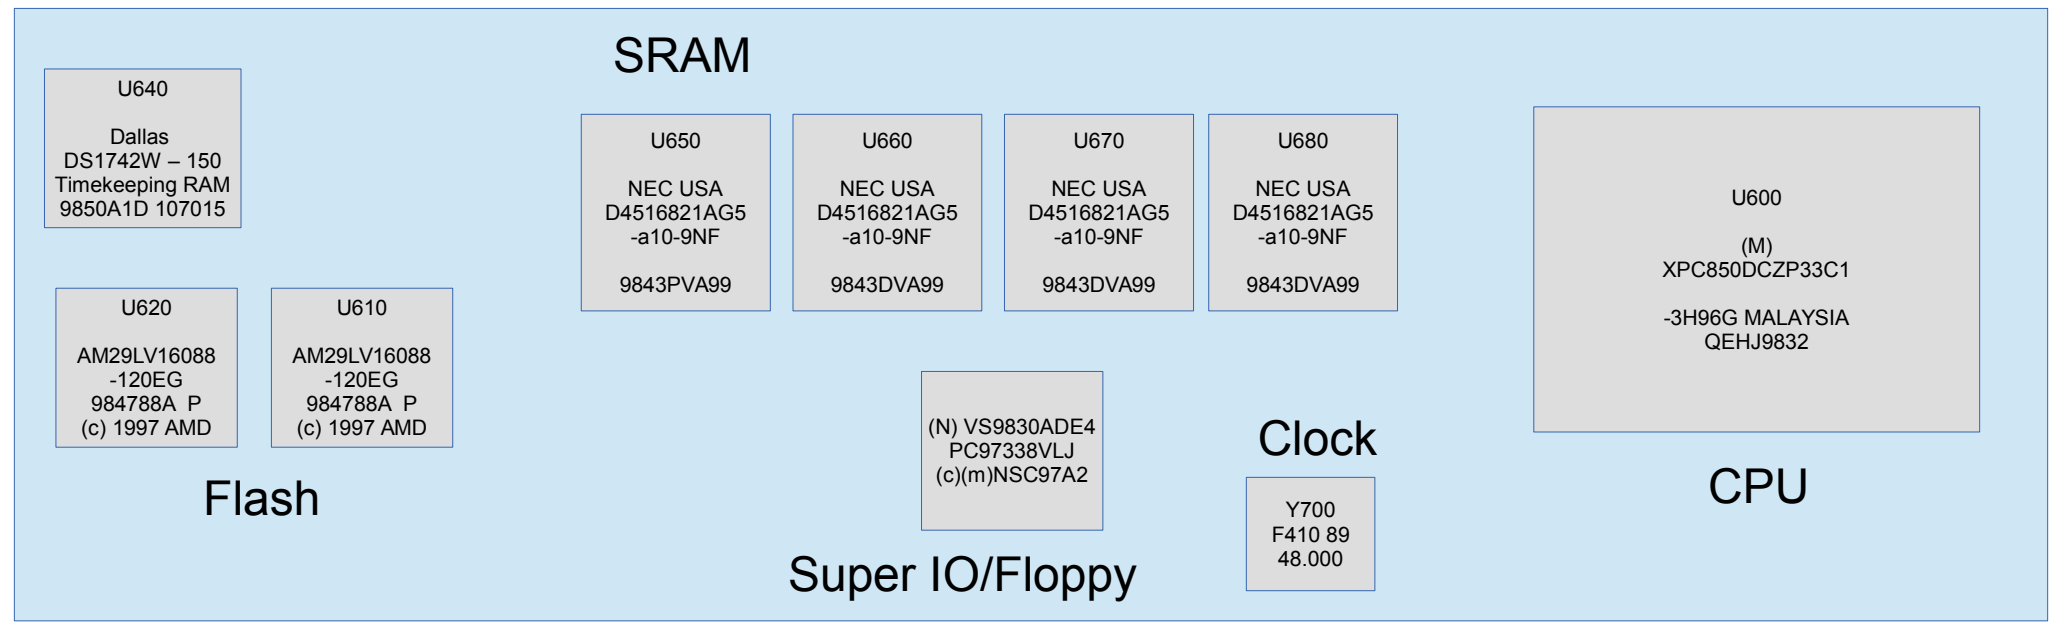 SRAM
U640
Dallas
DS1742W – 150
Timekeeping RAM
9850A1D 107015
U650
NEC USA
D4516821AG5
-a10-9NF
9843PVA99
U660
NEC USA
D4516821AG5
-a10-9NF
9843DVA99
U670
NEC USA
D4516821AG5
-a10-9NF
9843DVA99
U680
NEC USA
D4516821AG5
-a10-9NF
9843DVA99
U600
(M)
XPC850DCZP33C1
-3H96G MALAYSIA
QEHJ9832
CPU
U620
AM29LV16088
-120EG
984788A  P
(c) 1997 AMD
U610
AM29LV16088
-120EG
984788A  P
(c) 1997 AMD
Flash
(N) VS9830ADE4
PC97338VLJ
(c)(m)NSC97A2
Super IO/Floppy
Clock
Y700
F410 89
48.000